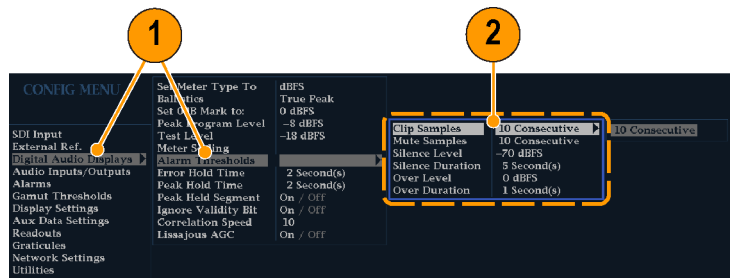 1
2
CONFIG MENU
SDI Input
External Ref.
Digital Audio Displays
Audio Inputs/Outputs
Alarms
Gamut Thresholds
Display Settings
Aux Data Settings
Readouts
Graticules
Network Settings
Utilities
Set Meter Type To dBFS
Ballistics True Peak
Set 0dB Mark to: 0 dBFS
Peak Program Level -8 dBFS
Test Level -18 dBFS
Meter Scaling
Alarm Thresholds
Error Hold Time 2 Second(s)
Peak Hold Time 2 Second(s)
Peak Held Segment On / Off
Ignore Validity Bit On / Off
Correlation Speed 10
Lissajous AGC On / Off
Clip Samples 10 Consecutive 10 Consecutive
Mute Samples 10 Consecutive
Silence Level -70 dBFS
Silence Duration 5 Second(s)
Over Level 0 dBFS
Over Duration 1 Second(s)